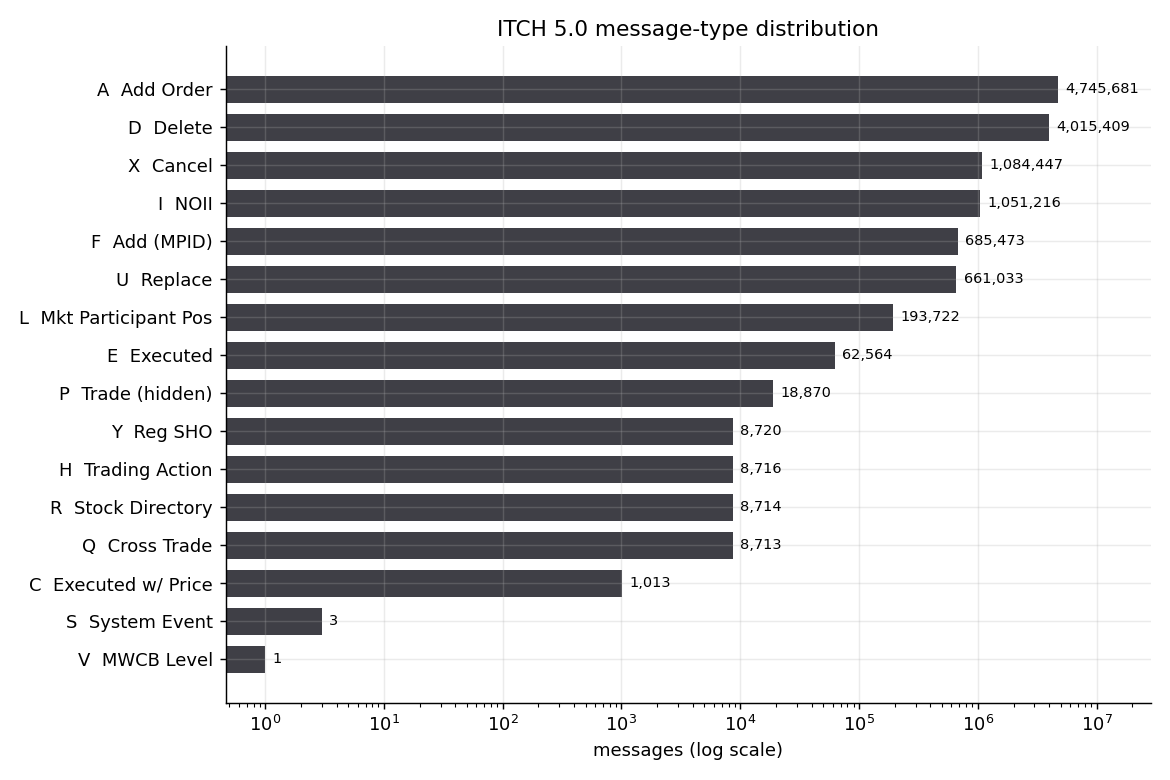 ITCH 5.0 message-type distribution
A  Add Order 4,745,681
D  Delete 4,015,409
X  Cancel 1,084,447
I  NOII 1,051,216
F  Add (MPID) 685,473
U  Replace 661,033
L  Mkt Participant Pos 193,722
E  Executed 62,564
P  Trade (hidden) 18,870
Y  Reg SHO 8,720
H  Trading Action 8,716
R  Stock Directory 8,714
Q  Cross Trade 8,713
C  Executed w/ Price 1,013
S  System Event 3
V  MWCB Level 1
10⁰ 10¹ 10² 10³ 10⁴ 10⁵ 10⁶ 10⁷
messages (log scale)